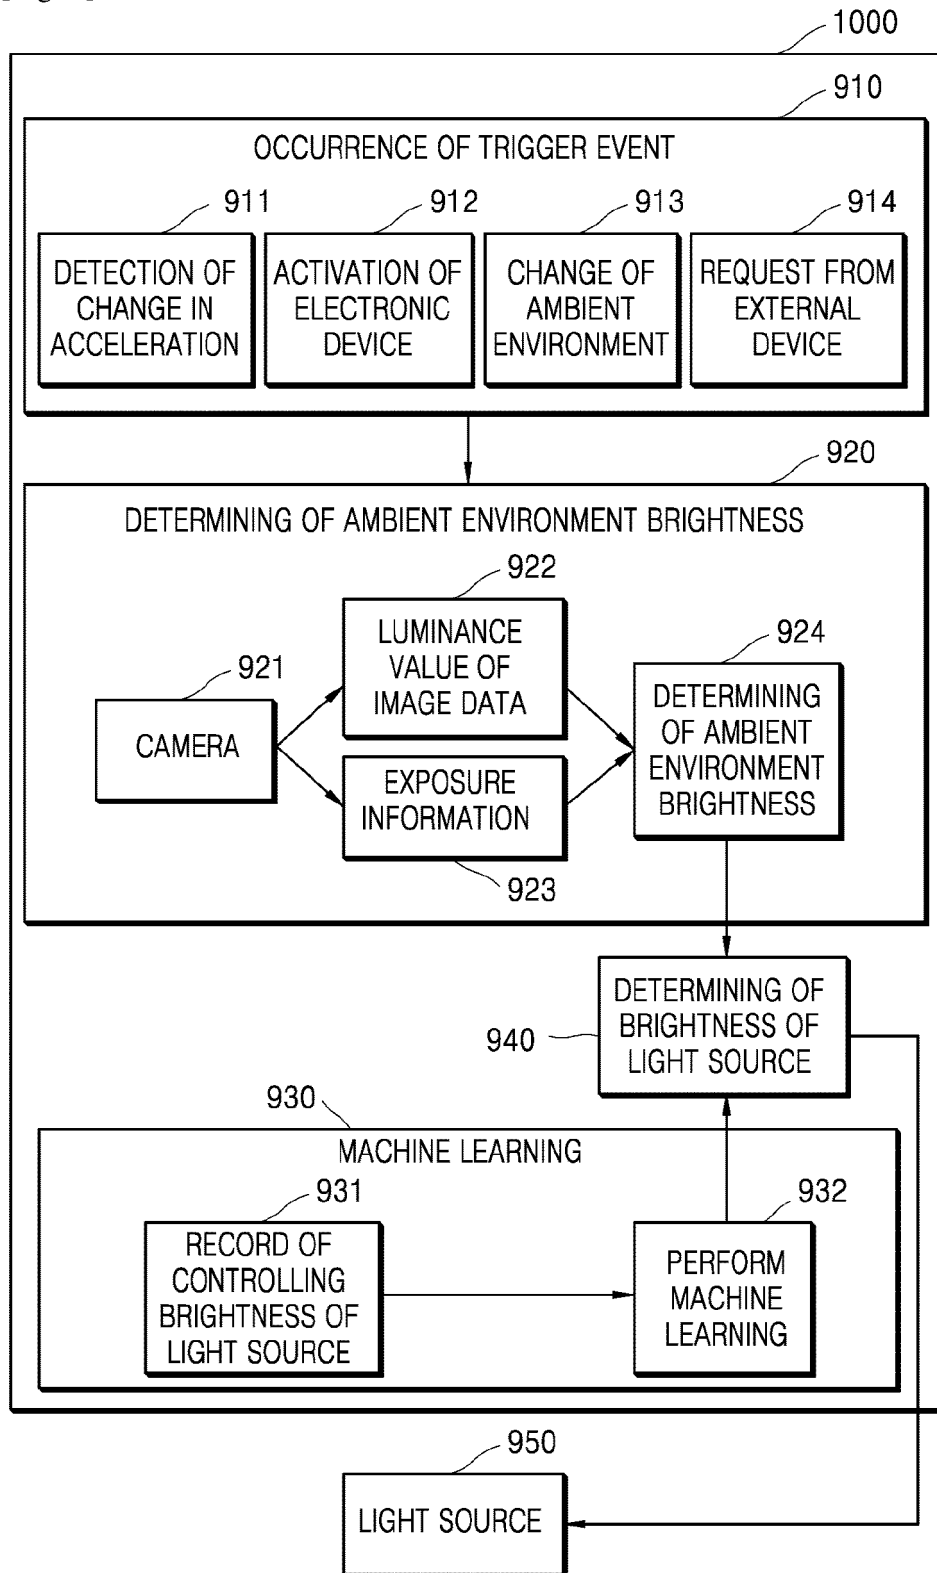 1000
910
OCCURRENCE OF TRIGGER EVENT
911
912
913
914
DETECTION OF
CHANGE IN
ACCELERATION
ACTIVATION OF
ELECTRONIC
DEVICE
CHANGE OF
AMBIENT
ENVIRONMENT
REQUEST FROM
EXTERNAL
DEVICE
920
DETERMINING OF AMBIENT ENVIRONMENT BRIGHTNESS
922
LUMINANCE
VALUE OF
IMAGE DATA
921
CAMERA
EXPOSURE
INFORMATION
923
924
DETERMINING
OF AMBIENT
ENVIRONMENT
BRIGHTNESS
940
DETERMINING OF
BRIGHTNESS OF
LIGHT SOURCE
930
MACHINE LEARNING
931
RECORD OF
CONTROLLING
BRIGHTNESS OF
LIGHT SOURCE
932
PERFORM
MACHINE
LEARNING
950
LIGHT SOURCE